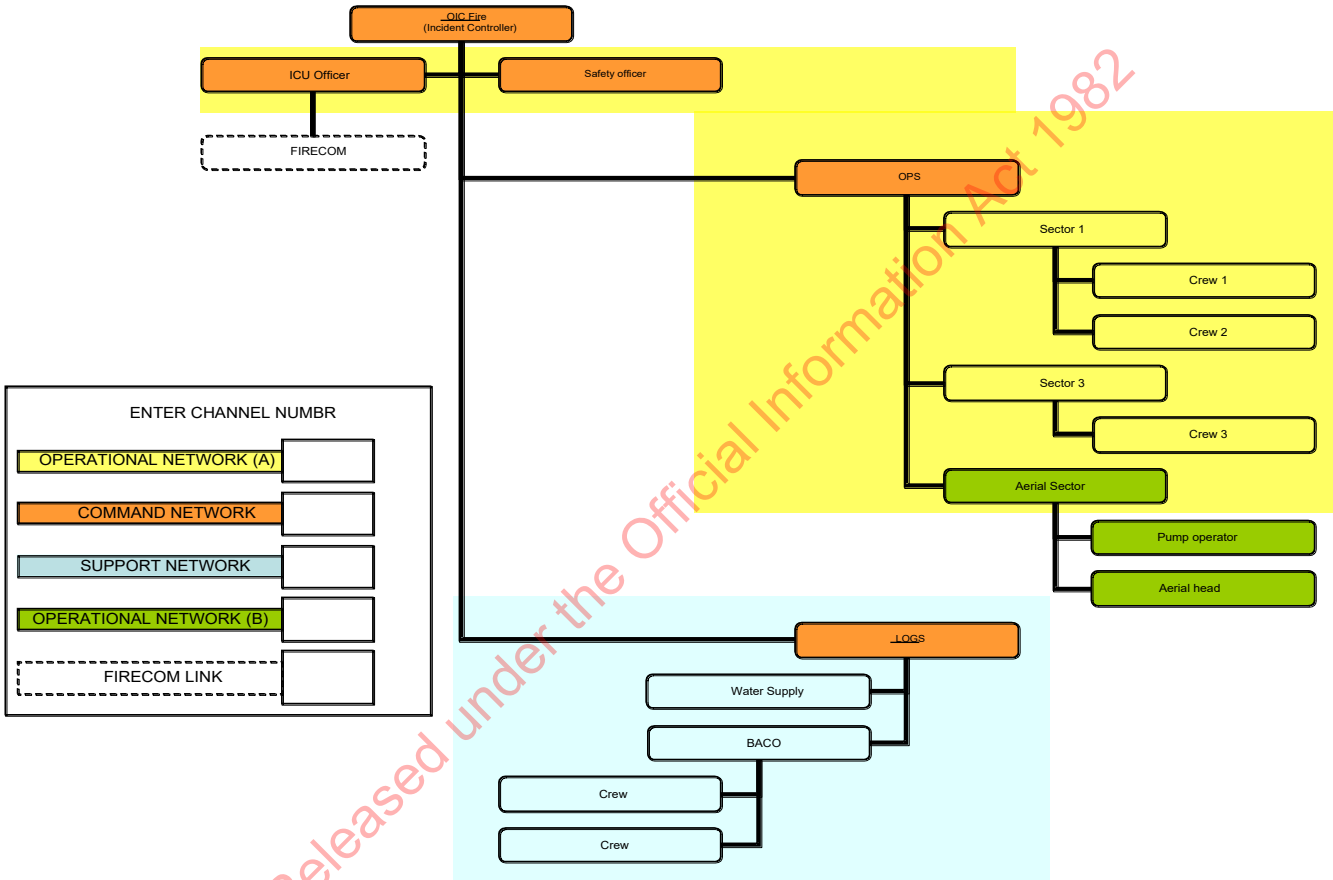 OIC Fire
(Incident Controller)
ICU Officer
Safety officer
FIRECOM
OPS
Sector 1
Crew 1
Crew 2
Sector 3
Crew 3
Aerial Sector
Pump operator
Aerial head
ENTER CHANNEL NUMBR
OPERATIONAL NETWORK (A)
COMMAND NETWORK
SUPPORT NETWORK
OPERATIONAL NETWORK (B)
FIRECOM LINK
LOGS
Water Supply
BACO
Crew
Crew
Released under the Official Information Act 1982